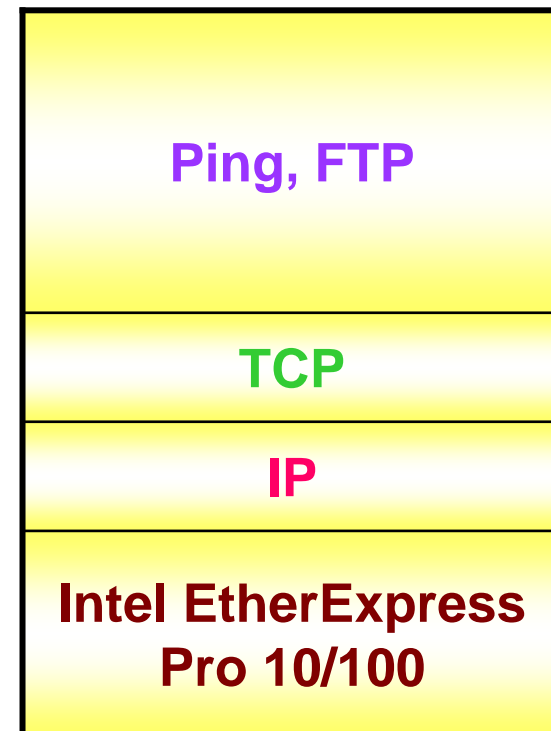 Ping, FTP
TCP
IP
Intel EtherExpress
Pro 10/100